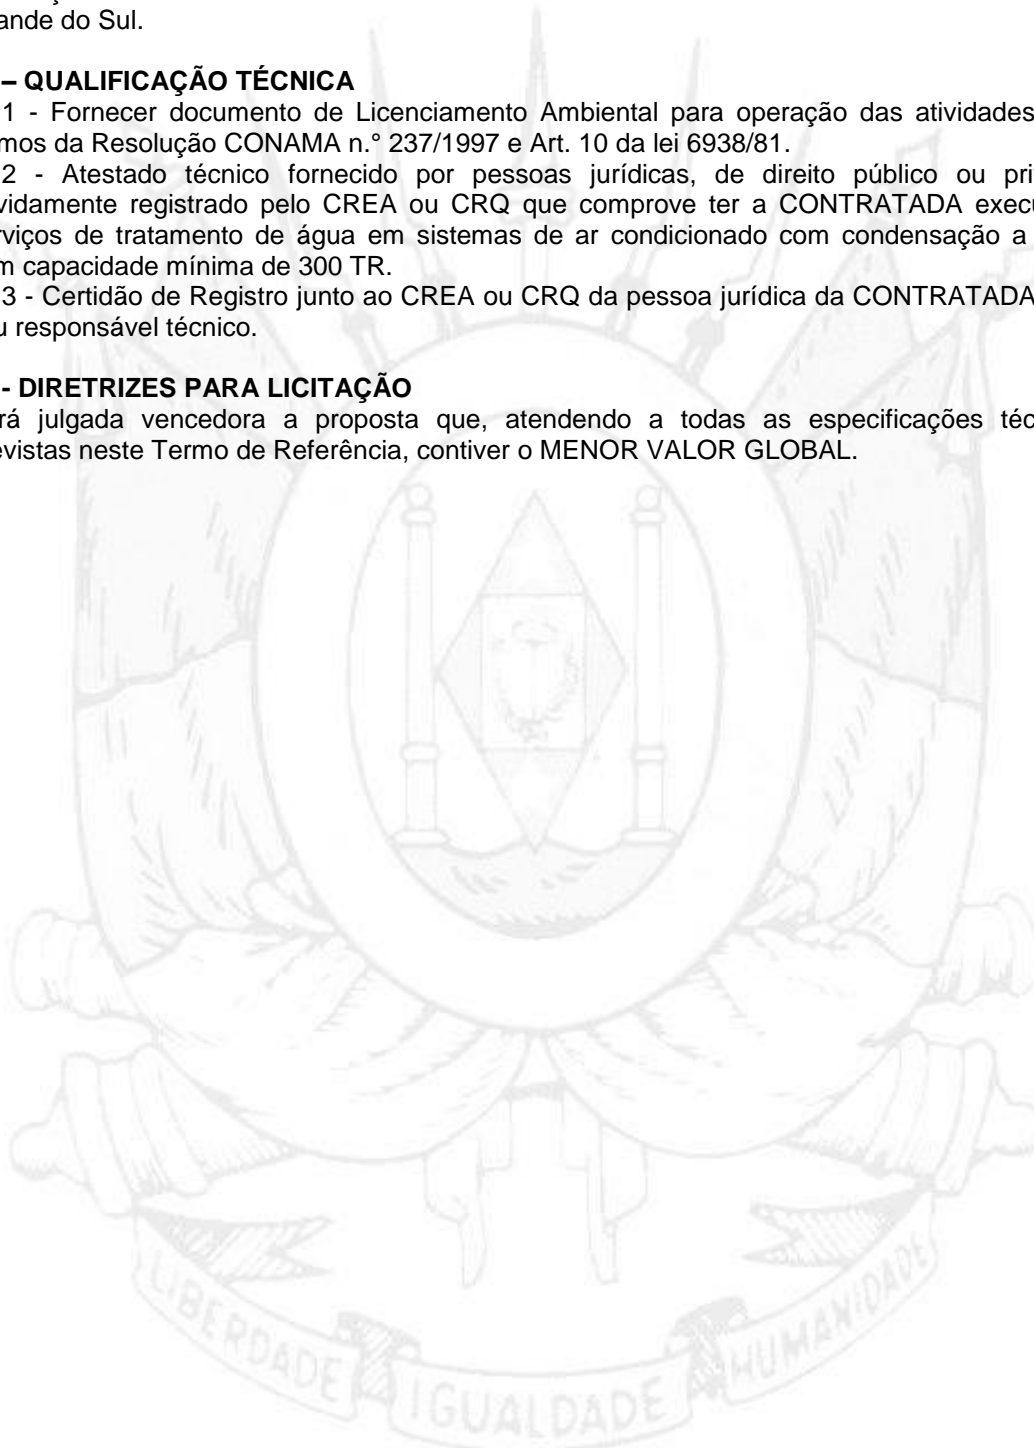 ande do Sul.
– QUALIFICAÇÃO TÉCNICA
1 - Fornecer documento de Licenciamento Ambiental para operação das atividades
mos da Resolução CONAMA n.° 237/1997 e Art. 10 da lei 6938/81.
2 - Atestado técnico fornecido por pessoas jurídicas, de direito público ou pri
vidamente registrado pelo CREA ou CRQ que comprove ter a CONTRATADA execu
rviços de tratamento de água em sistemas de ar condicionado com condensação a
m capacidade mínima de 300 TR.
3 - Certidão de Registro junto ao CREA ou CRQ da pessoa jurídica da CONTRATADA
u responsável técnico.
- DIRETRIZES PARA LICITAÇÃO
rá julgada vencedora a proposta que, atendendo a todas as especificações téc
evistas neste Termo de Referência, contiver o MENOR VALOR GLOBAL.
LIBERDADE IGUALDADE HUMANIDADE